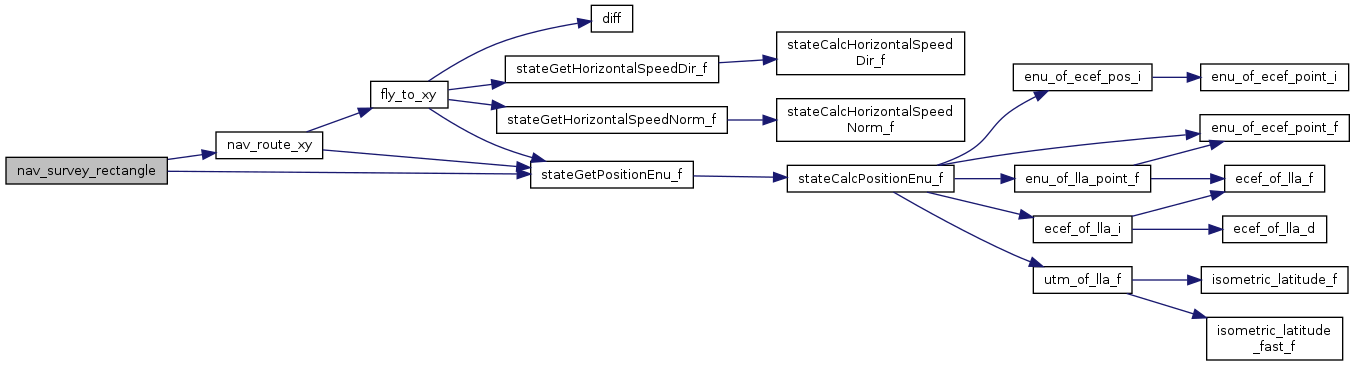 nav_survey_rectangle
nav_route_xy
fly_to_xy
diff
stateGetHorizontalSpeedDir_f
stateGetHorizontalSpeedNorm_f
stateGetPositionEnu_f
stateCalcHorizontalSpeed
Dir_f
stateCalcHorizontalSpeed
Norm_f
stateCalcPositionEnu_f
enu_of_ecef_pos_i
enu_of_lla_point_f
ecef_of_lla_i
utm_of_lla_f
enu_of_ecef_point_i
enu_of_ecef_point_f
ecef_of_lla_f
ecef_of_lla_d
isometric_latitude_f
isometric_latitude
_fast_f